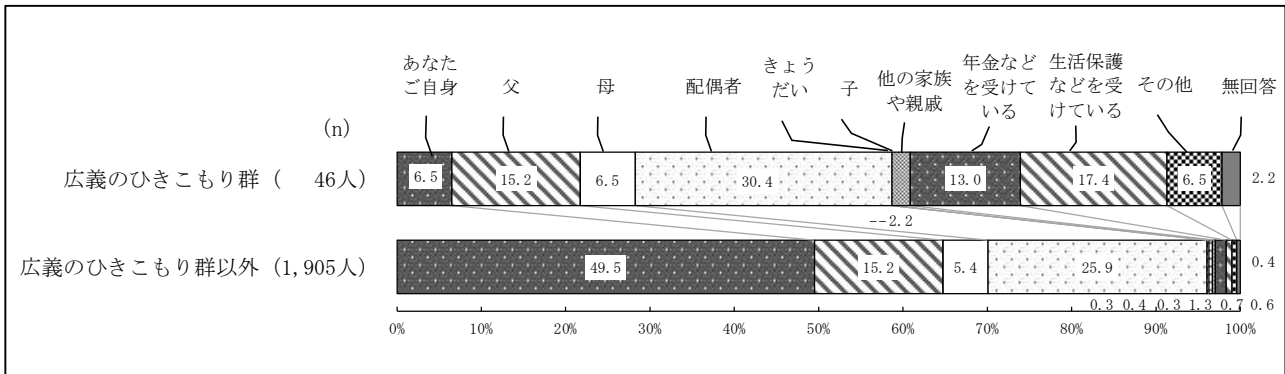 あなた
ご自身
父
母
配偶者
きょう
だい
子
他の家族
や親戚
年金など
を受けて
いる
生活保護
などを受
けている
その他
無回答
(n)
広義のひきこもり群 ( 46人)
6.5
15.2
6.5
30.4
13.0
17.4
6.5
2.2
--2.2
広義のひきこもり群以外 (1,905人)
49.5
15.2
5.4
25.9
0.4
0.3 0.4 0.3 1.3 0.7 0.6
0% 10% 20% 30% 40% 50% 60% 70% 80% 90% 100%